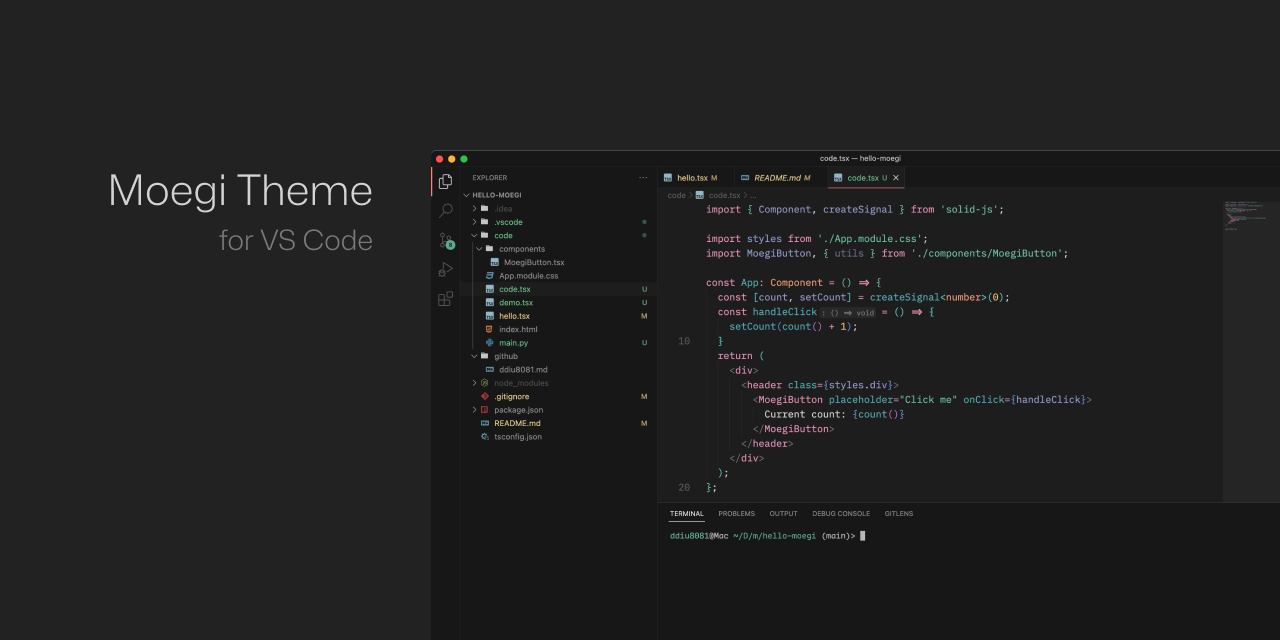 Moegi Theme
for VS Code
code.tsx — hello-moegi
EXPLORER
HELLO-MOEGI
.idea
.vscode
code
components
MoegiButton.tsx
App.module.css
code.tsx U
demo.tsx U
hello.tsx M
index.html
main.py U
github
ddiu8081.md
node_modules
.gitignore M
package.json
README.md M
tsconfig.json
8
hello.tsx M
README.md M
code.tsx U
code > code.tsx > ...
import { Component, createSignal } from 'solid-js';
import styles from './App.module.css';
import MoegiButton, { utils } from './components/MoegiButton';
const App: Component = () => {
const [count, setCount] = createSignal<number>(0);
const handleClick : () => void = () => {
setCount(count() + 1);
10 }
return (
<div>
<header class={styles.div}>
<MoegiButton placeholder="Click me" onClick={handleClick}>
Current count: {count()}
</MoegiButton>
</header>
</div>
);
20 };
TERMINAL PROBLEMS OUTPUT DEBUG CONSOLE GITLENS
ddiu8081@Mac ~/D/m/hello-moegi (main)>